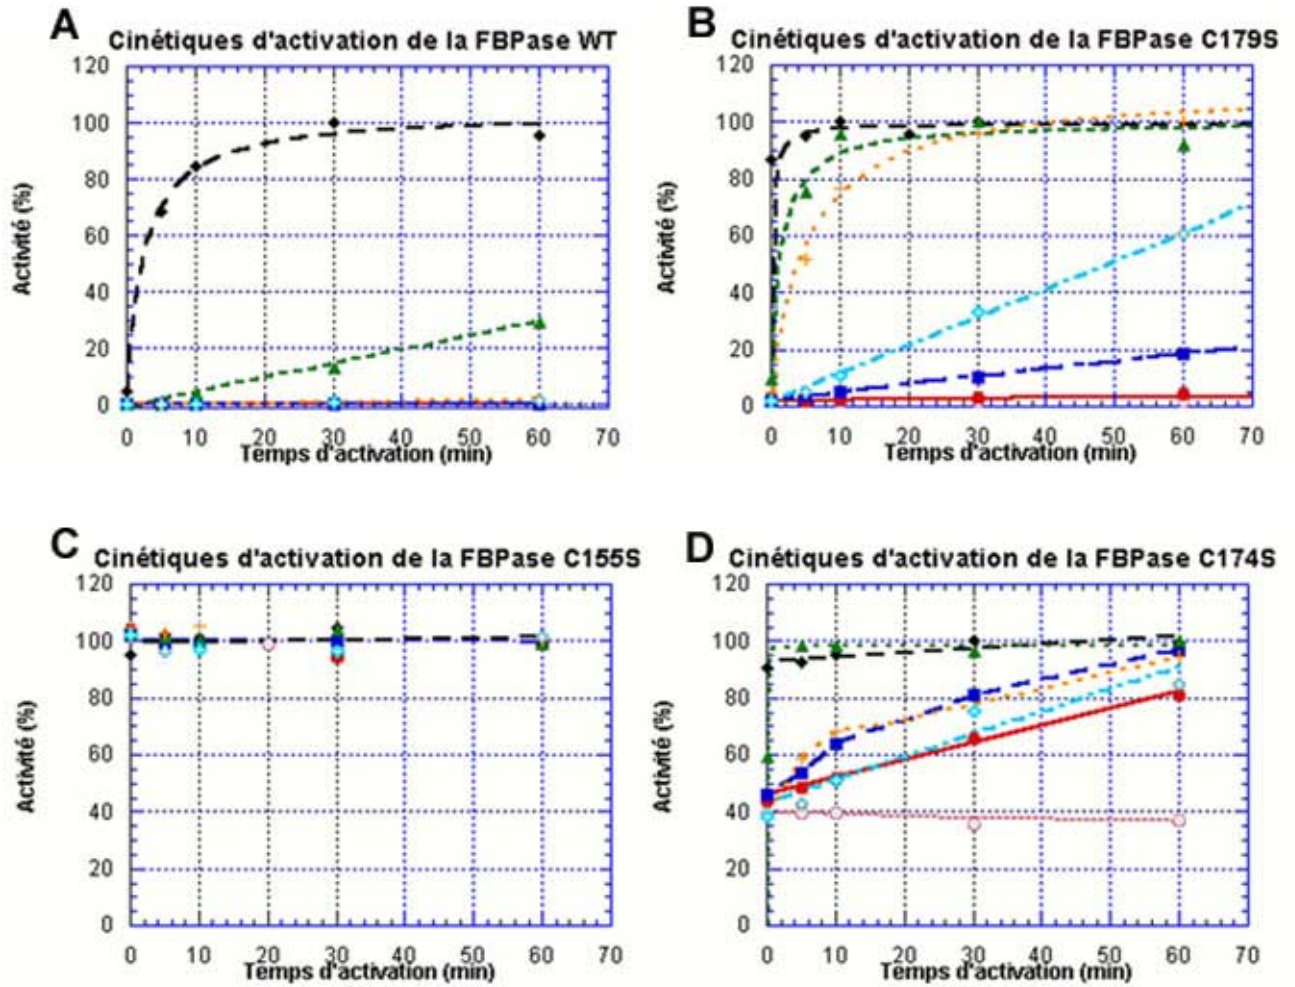 A
Cinétiques d'activation de la FBPase WT
120
100
80
60
40
20
0
Activité (%)
0 10 20 30 40 50 60 70
Temps d'activation (min)
B
Cinétiques d'activation de la FBPase C179S
120
100
80
60
40
20
0
Activité (%)
0 10 20 30 40 50 60 70
Temps d'activation (min)
C
Cinétiques d'activation de la FBPase C155S
120
100
80
60
40
20
0
Activité (%)
0 10 20 30 40 50 60 70
Temps d'activation (min)
D
Cinétiques d'activation de la FBPase C174S
120
100
80
60
40
20
0
Activité (%)
0 10 20 30 40 50 60 70
Temps d'activation (min)